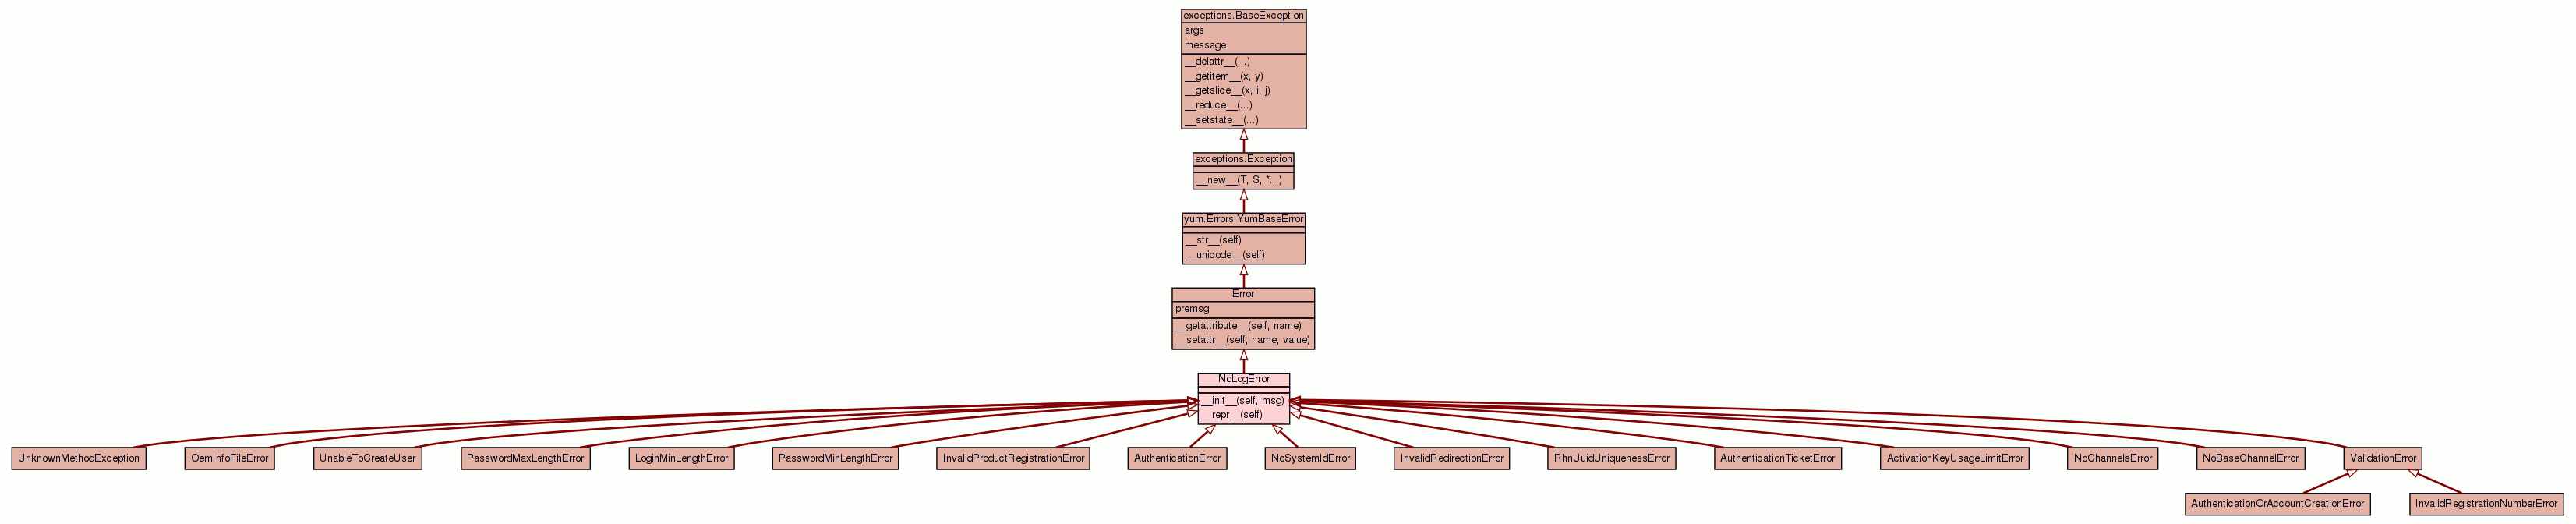 exceptions.BaseException
args
message
__delattr__(...)
__getitem__(x, y)
__getslice__(x, i, j)
__reduce__(...)
__setstate__(...)
exceptions.Exception
__new__(T, S, *...)
yum.Errors.YumBaseError
__str__(self)
__unicode__(self)
Error
premsg
__getattribute__(self, name)
__setattr__(self, name, value)
NoLogError
__init__(self, msg)
__repr__(self)
UnknownMethodException
OemInfoFileError
UnableToCreateUser
PasswordMaxLengthError
LoginMinLengthError
PasswordMinLengthError
InvalidProductRegistrationError
AuthenticationError
NoSystemIdError
InvalidRedirectionError
RhnUuidUniquenessError
AuthenticationTicketError
ActivationKeyUsageLimitError
NoChannelsError
NoBaseChannelError
ValidationError
AuthenticationOrAccountCreationError
InvalidRegistrationNumberError